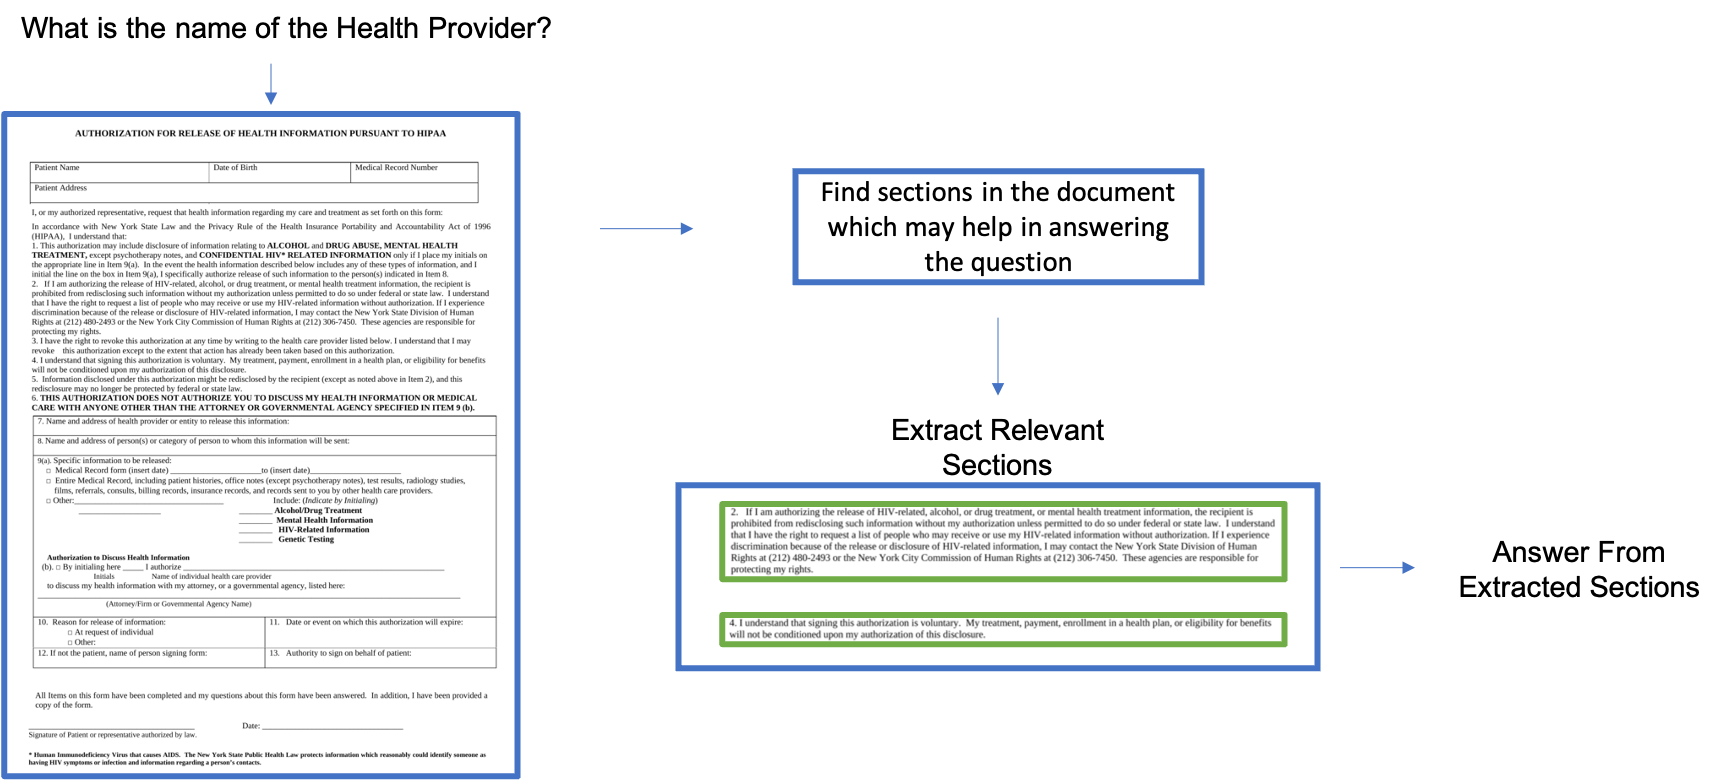 What is the name of the Health Provider?
AUTHORIZATION FOR RELEASE OF HEALTH INFORMATION PURSUANT TO HIPAA
Patient Name
Date of Birth
Medical Record Number
Patient Address
I, or my authorized representative, request that health information regarding my care and treatment as set forth on this form:
In accordance with New York State Law and the Privacy Rule of the Health Insurance Portability and Accountability Act of 1996
(HIPAA), I understand that:
1. This authorization may include disclosure of information relating to ALCOHOL and DRUG ABUSE, MENTAL HEALTH
TREATMENT, except psychotherapy notes, and CONFIDENTIAL HIV* RELATED INFORMATION only if I place my initials on
the appropriate line in Item 9(a). In the event the health information described below includes any of these types of information, and I
initial the line on the box in Item 9(a), I specifically authorize release of such information to the person(s) indicated in Item 8.
2. If I am authorizing the release of HIV-related, alcohol, or drug treatment, or mental health treatment information, the recipient is
prohibited from redisclosing such information without my authorization unless permitted to do so under federal or state law. I understand
that I have the right to request a list of people who may receive or use my HIV-related information without authorization. If I experience
discrimination because of the release or disclosure of HIV-related information, I may contact the New York State Division of Human
Rights at (212) 480-2493 or the New York City Commission of Human Rights at (212) 306-7450. These agencies are responsible for
protecting my rights.
3. I have the right to revoke this authorization at any time by writing to the health care provider listed below. I understand that I may
revoke this authorization except to the extent that action has already been taken based on this authorization.
4. I understand that signing this authorization is voluntary. My treatment, payment, enrollment in a health plan, or eligibility for benefits
will not be conditioned upon my authorization of this disclosure.
5. Information disclosed under this authorization might be redisclosed by the recipient (except as noted above in Item 2), and this
redisclosure may no longer be protected by federal or state law.
6. THIS AUTHORIZATION DOES NOT AUTHORIZE YOU TO DISCUSS MY HEALTH INFORMATION OR MEDICAL
CARE WITH ANYONE OTHER THAN THE ATTORNEY OR GOVERNMENTAL AGENCY SPECIFIED IN ITEM 9 (b).
7. Name and address of health provider or entity to release this information:
8. Name and address of person(s) or category of person to whom this information will be sent:
9(a). Specific information to be released:
□ Medical Record form (insert date) ____________ to (insert date)____________
□ Entire Medical Record, including patient histories, office notes (except psychotherapy notes), test results, radiology studies,
films, referrals, consults, billing records, insurance records, and records sent to you by other health care providers.
□ Other:____________ Include: (Indicate by Initialing)
____________ ____ Alcohol/Drug Treatment
____ Mental Health Information
____ HIV-Related Information
____ Genetic Testing
Authorization to Discuss Health Information
(b). □ By initialing here ____ I authorize ____________
Initials Name of individual health care provider
to discuss my health information with my attorney, or a governmental agency, listed here:
(Attorney/Firm or Governmental Agency Name)
10. Reason for release of information:
□ At request of individual
□ Other:
11. Date or event on which this authorization will expire:
12. If not the patient, name of person signing form:
13. Authority to sign on behalf of patient:
All Items on this form have been completed and my questions about this form have been answered. In addition, I have been provided a
copy of the form.
Date: ____________
Signature of Patient or representative authorized by law.
* Human Immunodeficiency Virus that causes AIDS. The New York State Public Health Law protects information which reasonably could identify someone as
having HIV symptoms or infection and information regarding a person's contacts.
Find sections in the document
which may help in answering
the question
Extract Relevant
Sections
2. If I am authorizing the release of HIV-related, alcohol, or drug treatment, or mental health treatment information, the recipient is
prohibited from redisclosing such information without my authorization unless permitted to do so under federal or state law. I understand
that I have the right to request a list of people who may receive or use my HIV-related information without authorization. If I experience
discrimination because of the release or disclosure of HIV-related information, I may contact the New York State Division of Human
Rights at (212) 480-2493 or the New York City Commission of Human Rights at (212) 306-7450. These agencies are responsible for
protecting my rights.
4. I understand that signing this authorization is voluntary. My treatment, payment, enrollment in a health plan, or eligibility for benefits
will not be conditioned upon my authorization of this disclosure.
Answer From
Extracted Sections